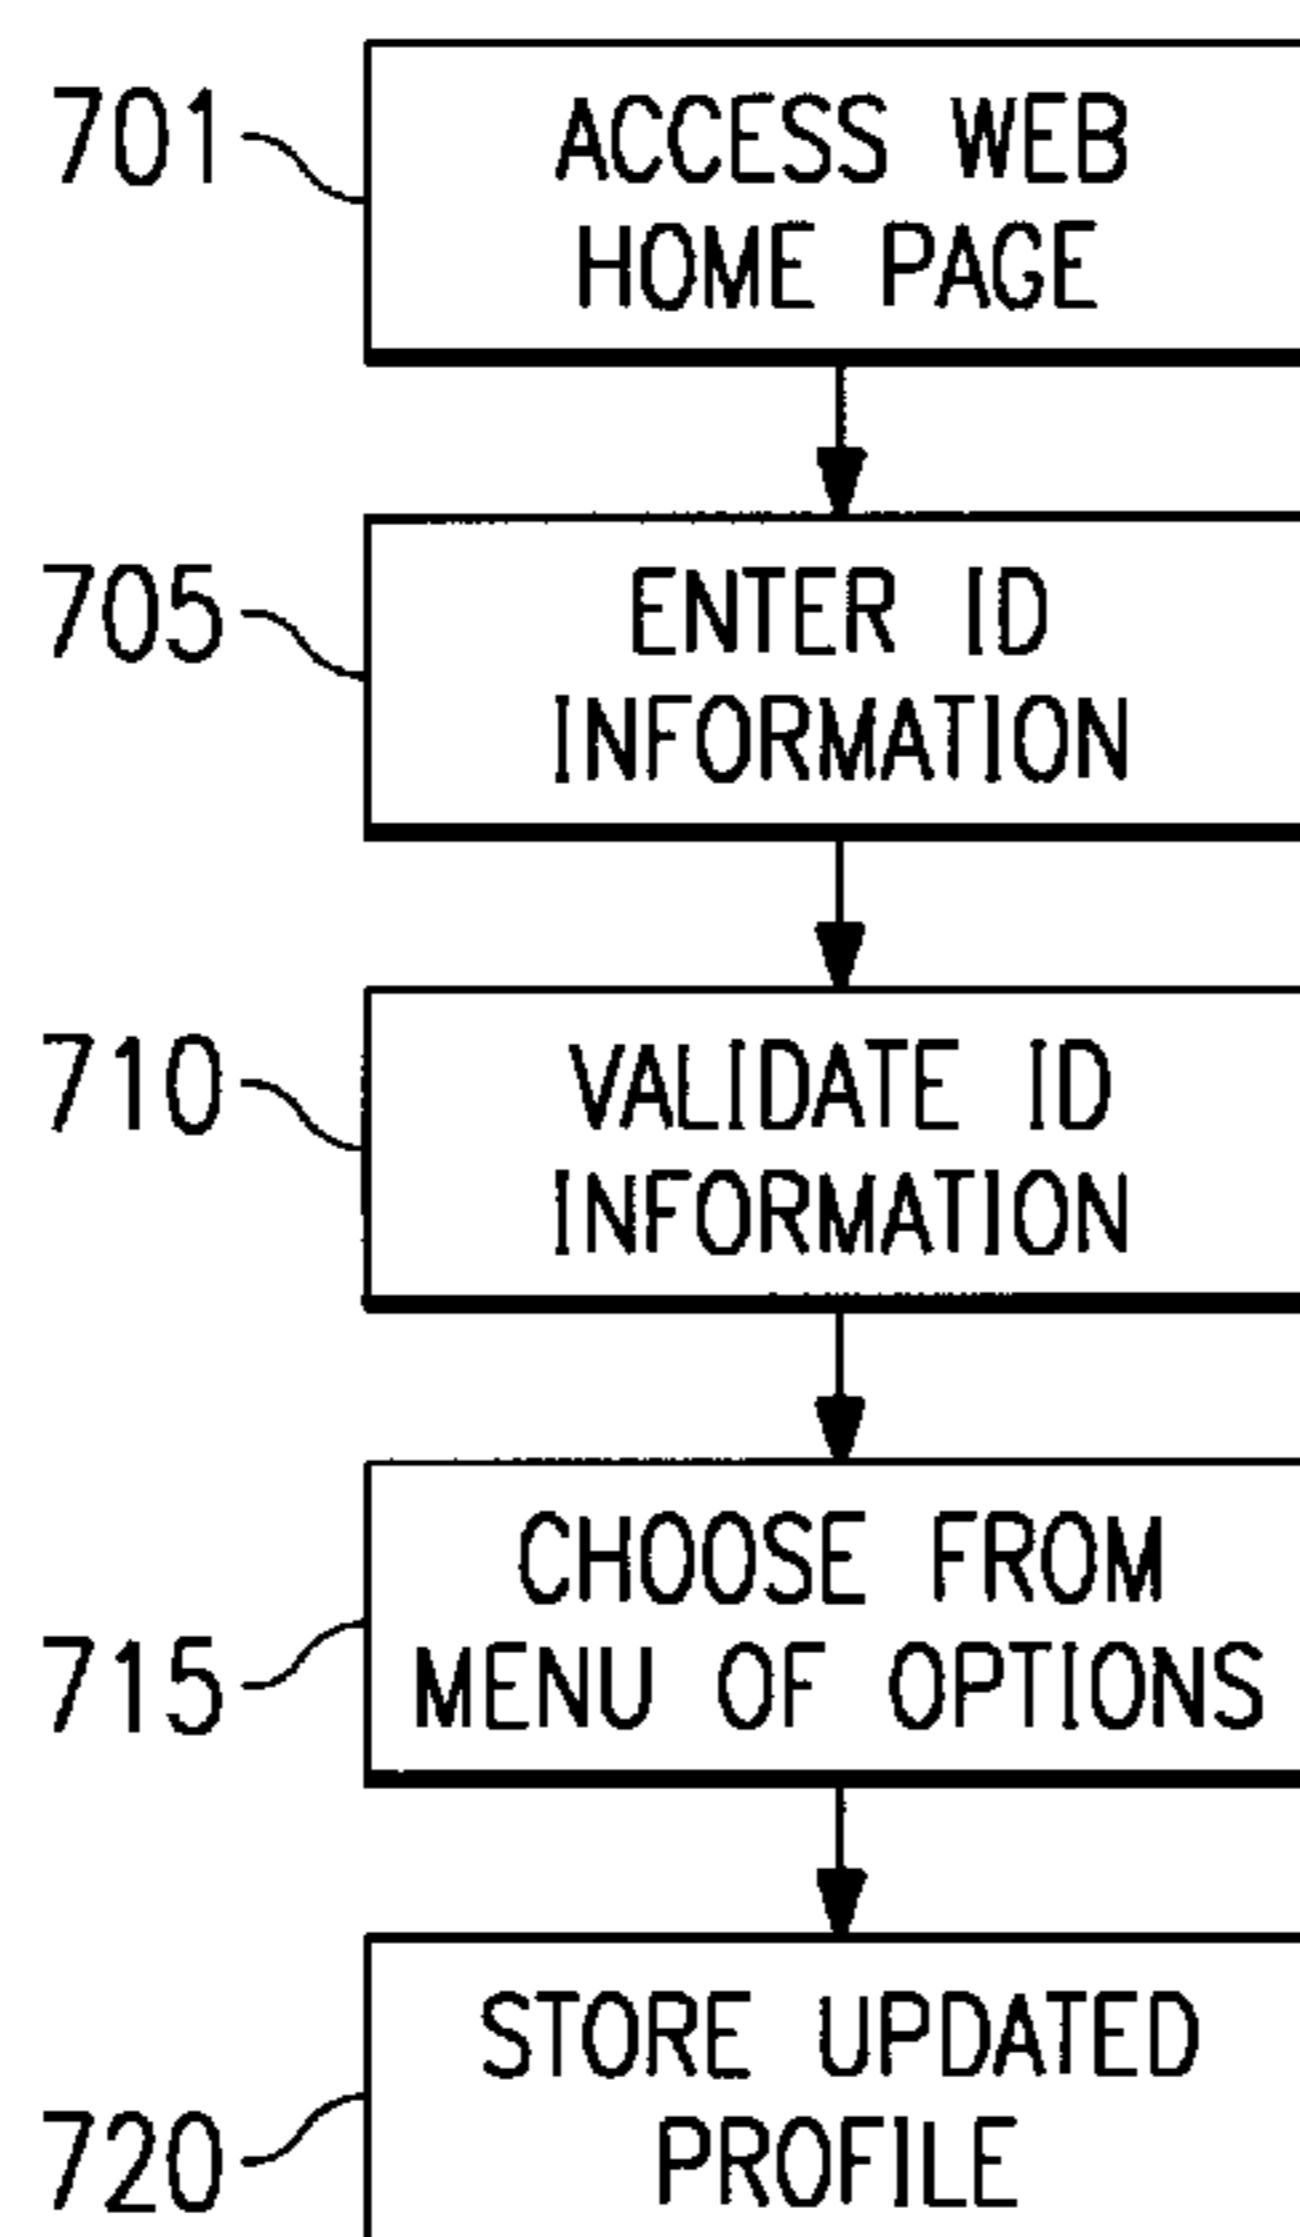 701
ACCESS WEB
HOME PAGE
705
ENTER ID
INFORMATION
710
VALIDATE ID
INFORMATION
715
CHOOSE FROM
MENU OF OPTIONS
720
STORE UPDATED
PROFILE